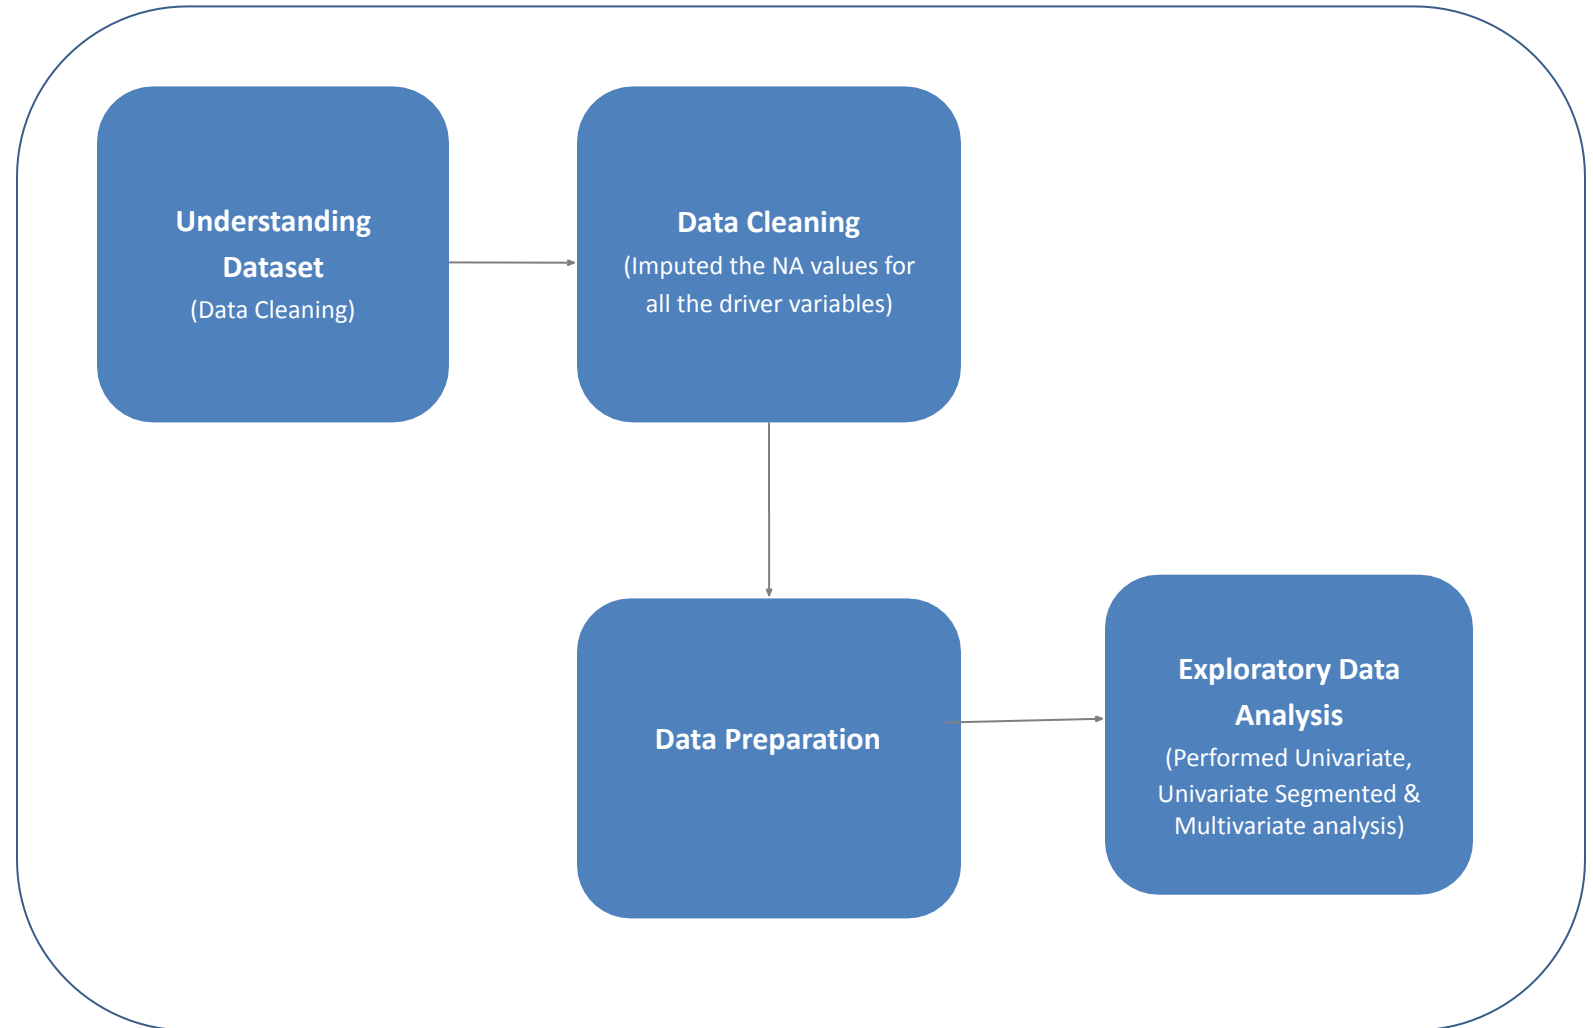 Understanding
Dataset
(Data Cleaning)
Data Cleaning
(Imputed the NA values for
all the driver variables)
Data Preparation
Exploratory Data
Analysis
(Performed Univariate,
Univariate Segmented &
Multivariate analysis)